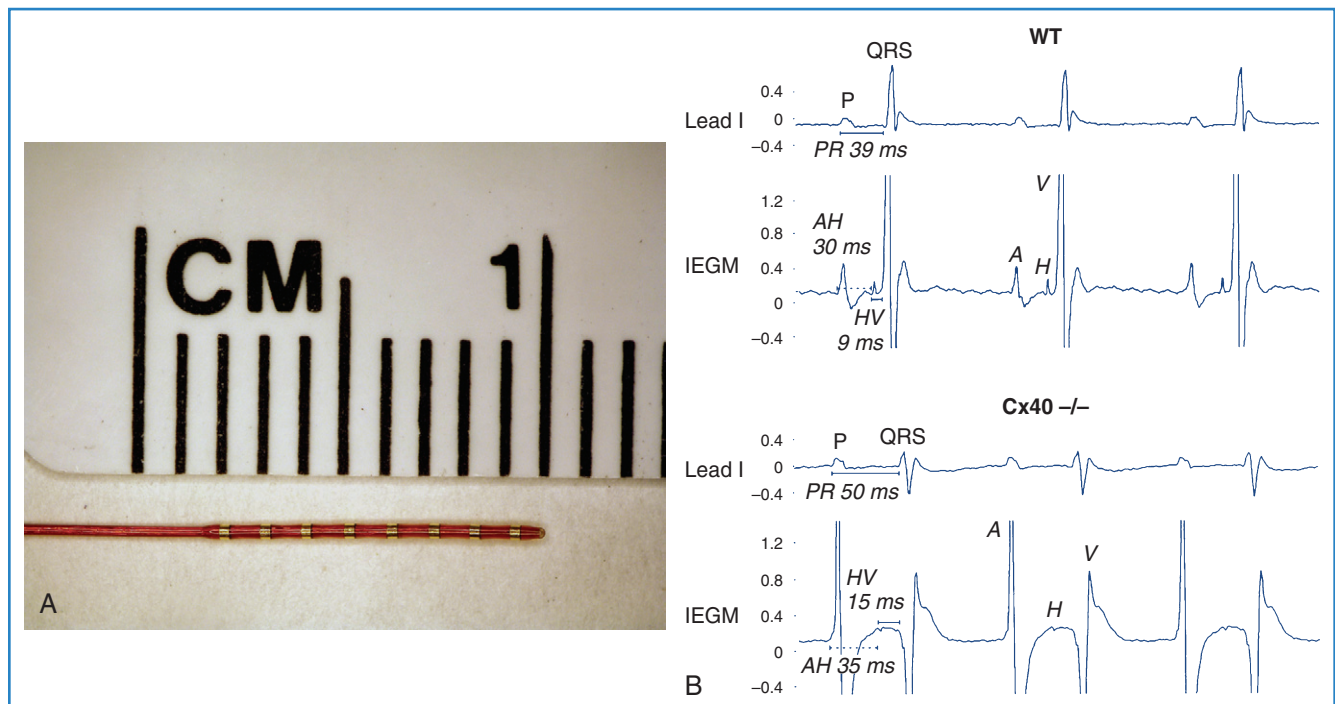 CM 1
A
WT
QRS
P
0.4
Lead I
0
–0.4
PR 39 ms
V
1.2
AH
30 ms
0.8
A
H
IEGM
0.4
0
HV
9 ms
–0.4
Cx40 –/–
P
QRS
0.4
Lead I
0
–0.4
PR 50 ms
A
V
1.2
HV
15 ms
0.8
H
IEGM
0.4
0
AH 35 ms
–0.4
B